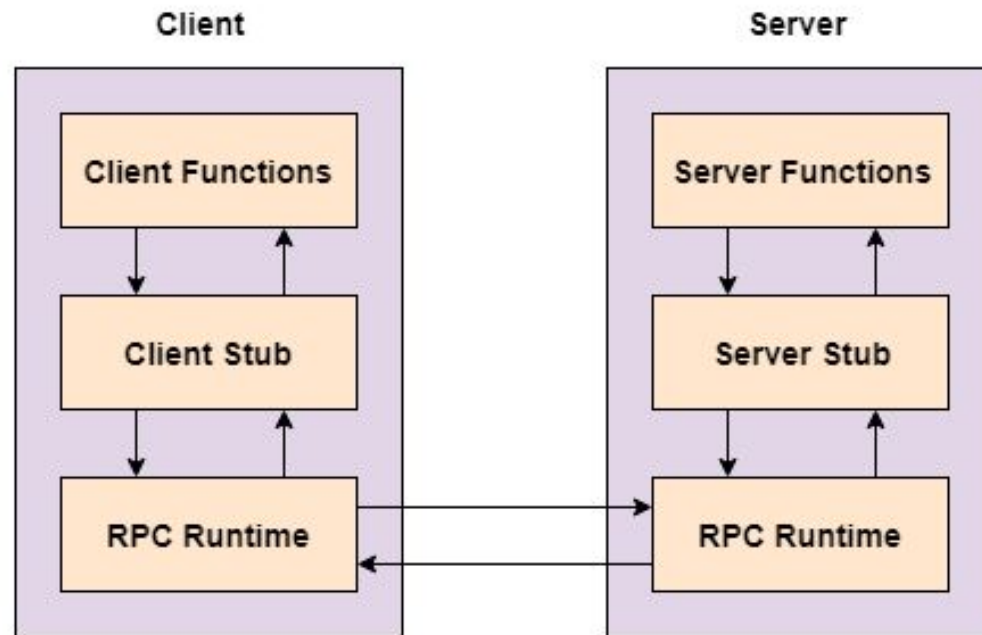 Client
Server
Client Functions
Server Functions
Client Stub
Server Stub
RPC Runtime
RPC Runtime